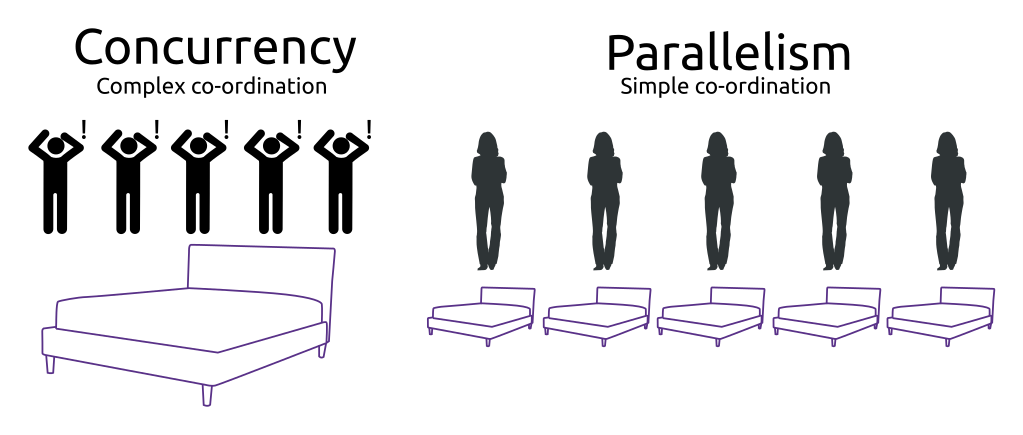 Concurrency
Complex co-ordination
! ! ! ! !
Parallelism
Simple co-ordination